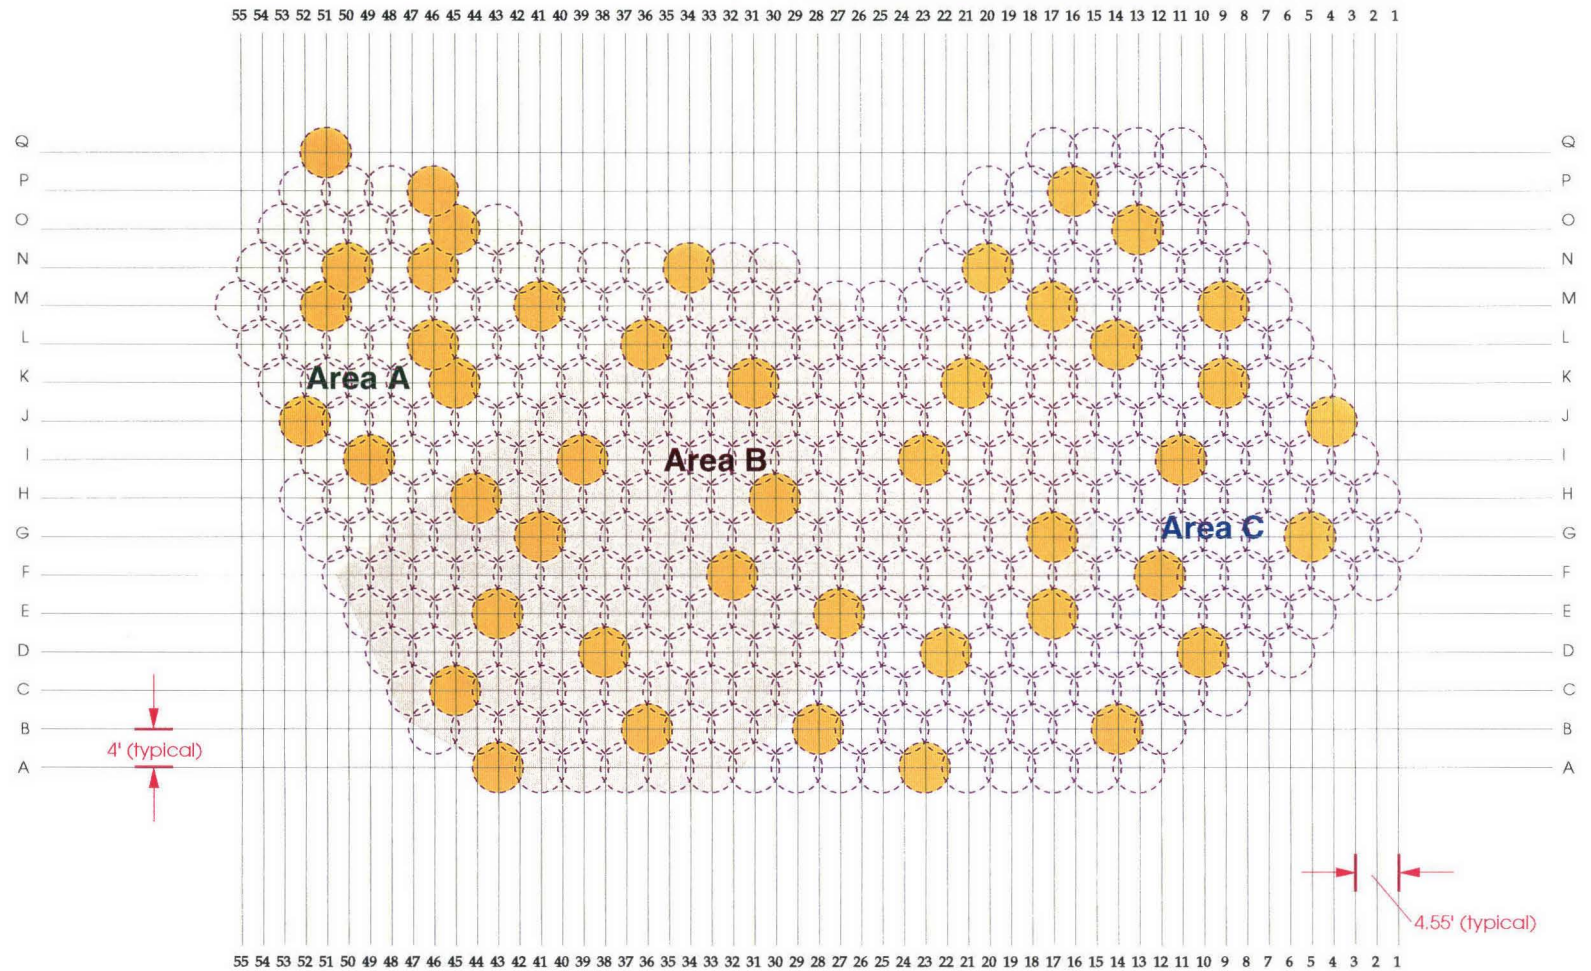 55 54 53 52 51 50 49 48 47 46 45 44 43 42 41 40 39 38 37 36 35 34 33 32 31 30 29 28 27 26 25 24 23 22 21 20 19 18 17 16 15 14 13 12 11 10 9 8 7 6 5 4 3 2 1
Q Q
P P
O O
N N
M M
L L
K Area A K
J J
I Area B I
H H
G Area C G
F F
E E
D D
C C
B B
4' (typical)
A A
4.55' (typical)
55 54 53 52 51 50 49 48 47 46 45 44 43 42 41 40 39 38 37 36 35 34 33 32 31 30 29 28 27 26 25 24 23 22 21 20 19 18 17 16 15 14 13 12 11 10 9 8 7 6 5 4 3 2 1